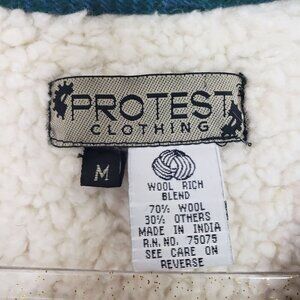 PROTEST
CLOTHING
M
WOOL RICH
BLEND
70% WOOL
30% OTHERS
MADE IN INDIA
R.N. NO. 75075
SEE CARE ON
REVERSE